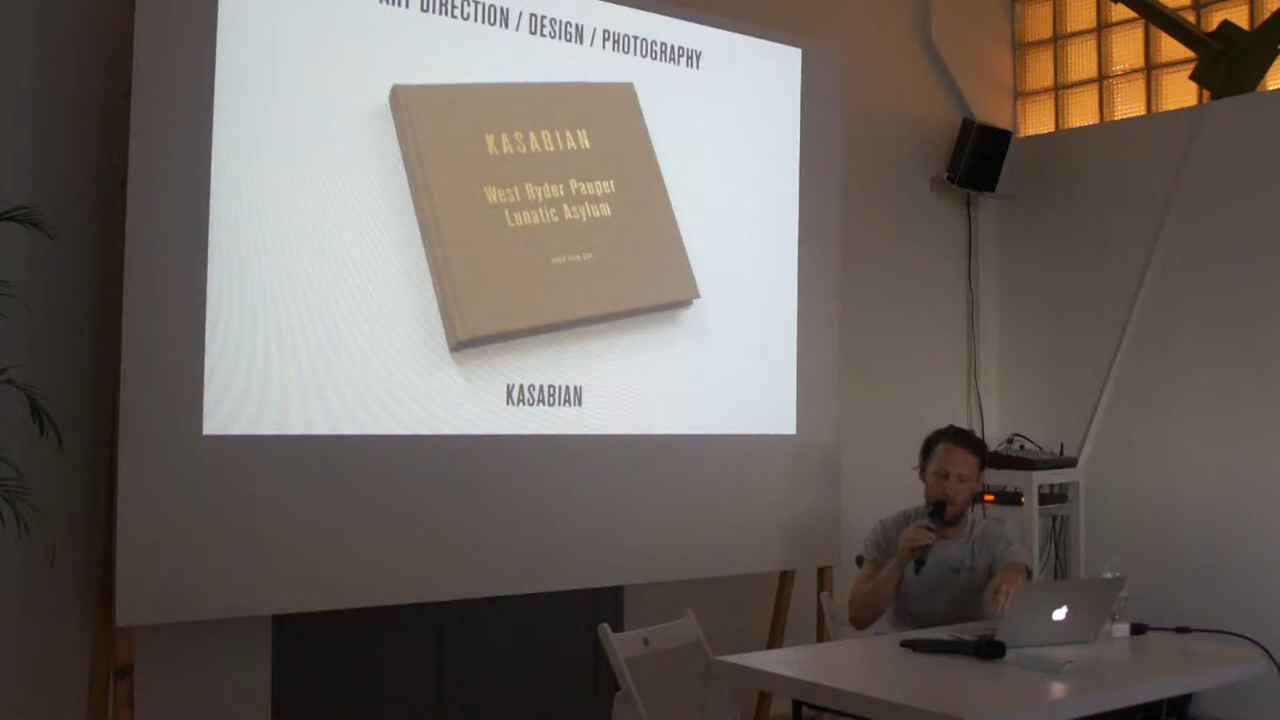 ART DIRECTION / DESIGN / PHOTOGRAPHY
KASABIAN
West Ryder Pauper
Lunatic Asylum
KASABIAN